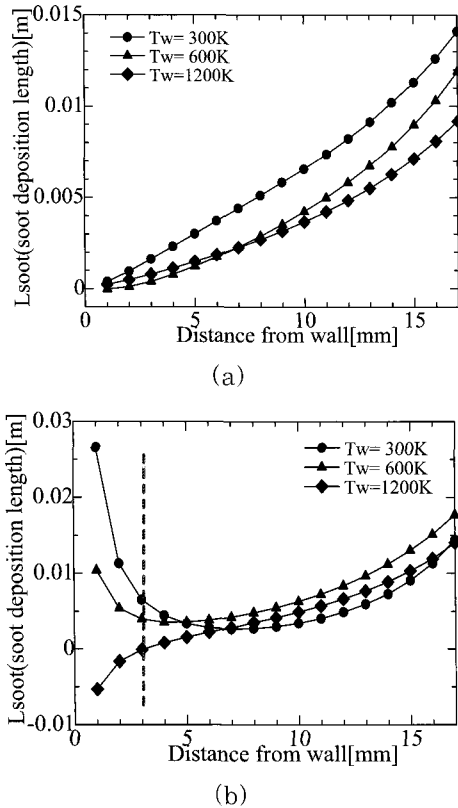 0.015
Tw= 300K
Tw= 600K
Tw=1200K
0.01
0.005
0
Lsoot(soot deposition length)[m]
0 5 10 15
Distance from wall[mm]
(a)
0.03
Tw= 300K
Tw= 600K
Tw=1200K
0.02
0.01
0
-0.01
Lsoot(soot deposition length)[m]
0 5 10 15
Distance from wall[mm]
(b)